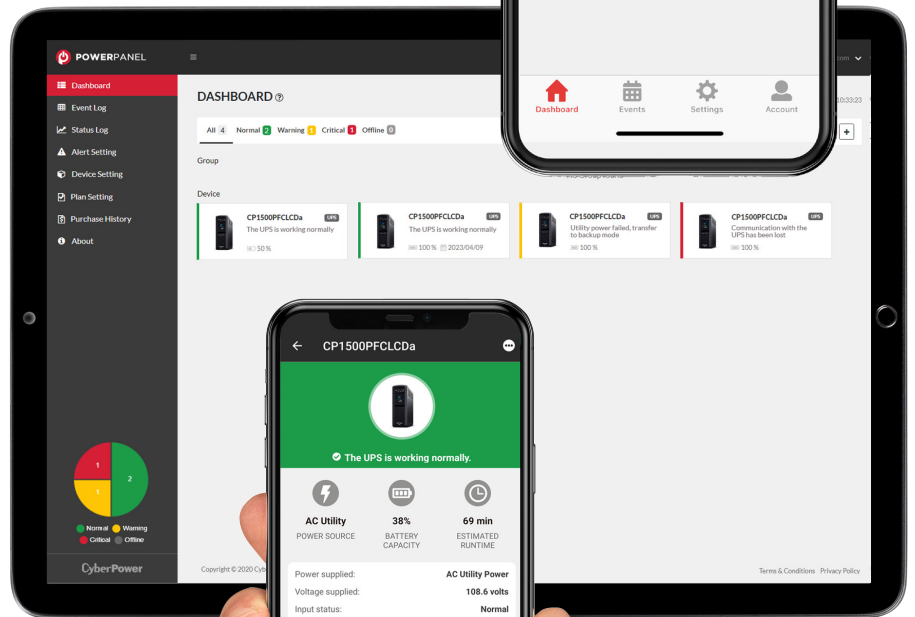 POWERPANEL
com
Dashboard
Event Log
Status Log
Alert Setting
Device Setting
Plan Setting
Purchase History
About
DASHBOARD
10:33:23
All 4 Normal 2 Warning 1 Critical 1 Offline 0
Group
Device
CP1500PFCLCDa UPS
The UPS is working normally
50 %
CP1500PFCLCDa UPS
The UPS is working normally
100 % 2023/04/09
CP1500PFCLCDa UPS
Utility power failed, transfer
to backup mode
100 %
CP1500PFCLCDa UPS
Communication with the
UPS has been lost
100 %
Dashboard Events Settings Account
1
2
1
Normal Warning
Critical Offline
CyberPower
Copyright © 2020
Terms & Conditions Privacy Policy
CP1500PFCLCDa
The UPS is working normally.
AC Utility
POWER SOURCE
38%
BATTERY
CAPACITY
69 min
ESTIMATED
RUNTIME
Power supplied: AC Utility Power
Voltage supplied: 108.6 volts
Input status: Normal